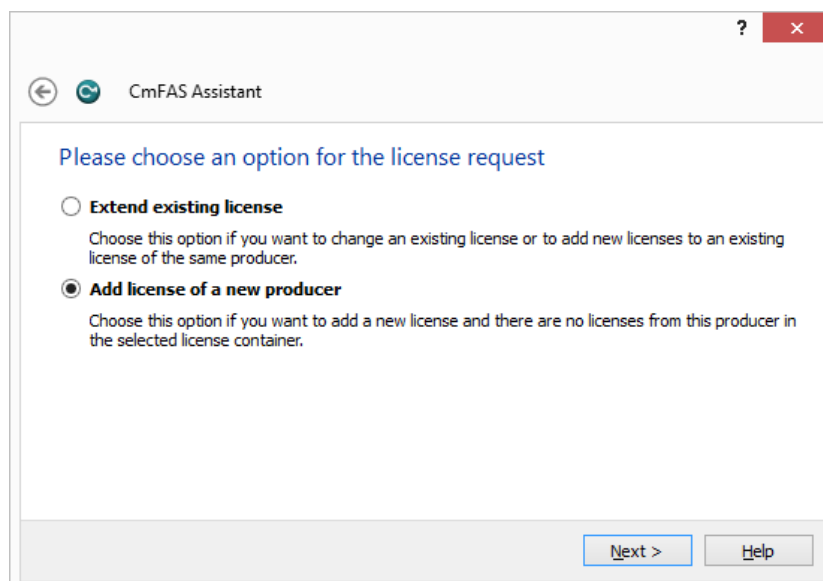 ?
CmFAS Assistant
Please choose an option for the license request
Extend existing license
Choose this option if you want to change an existing license or to add new licenses to an existing
license of the same producer.
Add license of a new producer
Choose this option if you want to add a new license and there are no licenses from this producer in
the selected license container.
Next >
Help